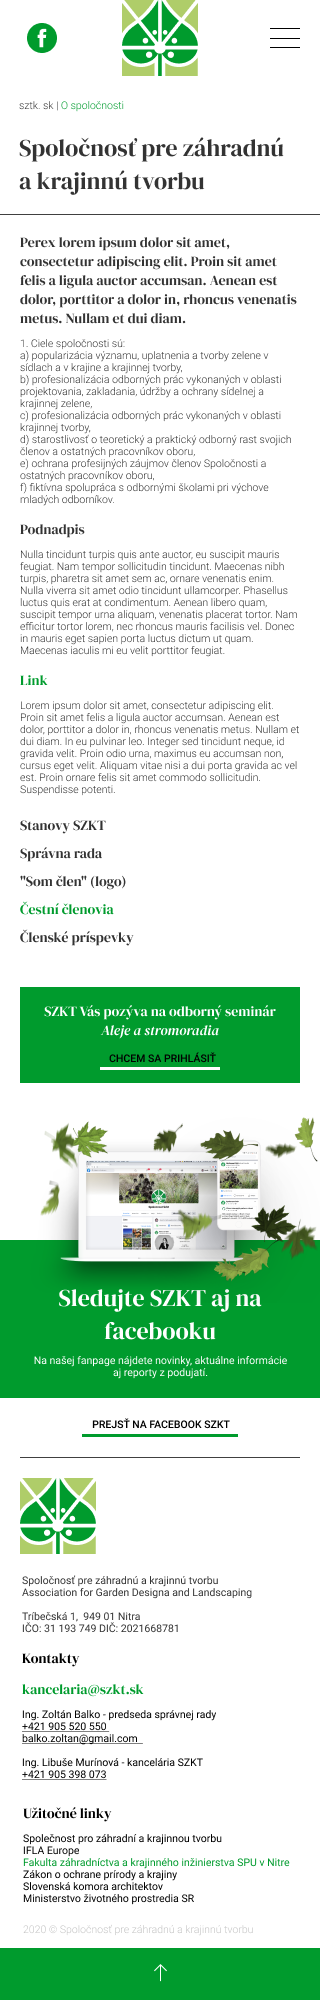 sztk. sk | O spoločnosti
Spoločnosť pre záhradnú
a krajinnú tvorbu
Perex lorem ipsum dolor sit amet,
consectetur adipiscing elit. Proin sit amet
felis a ligula auctor accumsan. Aenean est
dolor, porttitor a dolor in, rhoncus venenatis
metus. Nullam et dui diam.
1. Ciele spoločnosti sú:
a) popularizácia významu, uplatnenia a tvorby zelene v
sídlach a v krajine a krajinnej tvorby,
b) profesionalizácia odborných prác vykonaných v oblasti
projektovania, zakladania, údržby a ochrany sídelnej a
krajinnej zelene,
c) profesionalizácia odborných prác vykonaných v oblasti
krajinnej tvorby,
d) starostlivosť o teoretický a praktický odborný rast svojich
členov a ostatných pracovníkov oboru,
e) ochrana profesijných záujmov členov Spoločnosti a
ostatných pracovníkov oboru,
f) fiktívna spolupráca s odbornými školami pri výchove
mladých odborníkov.
Podnadpis
Nulla tincidunt turpis quis ante auctor, eu suscipit mauris
feugiat. Nam tempor sollicitudin tincidunt. Maecenas nibh
turpis, pharetra sit amet sem ac, ornare venenatis enim.
Nulla viverra sit amet odio tincidunt ullamcorper. Phasellus
luctus quis erat at condimentum. Aenean libero quam,
suscipit tempor urna aliquam, venenatis placerat tortor. Nam
efficitur tortor lorem, nec rhoncus mauris facilisis vel. Donec
in mauris eget sapien porta luctus dictum ut quam.
Maecenas iaculis mi eu velit porttitor feugiat.
Link
Lorem ipsum dolor sit amet, consectetur adipiscing elit.
Proin sit amet felis a ligula auctor accumsan. Aenean est
dolor, porttitor a dolor in, rhoncus venenatis metus. Nullam et
dui diam. In eu pulvinar leo. Integer sed tincidunt neque, id
gravida velit. Proin odio urna, maximus eu accumsan non,
cursus eget velit. Aliquam vitae nisi a dui porta gravida ac vel
est. Proin ornare felis sit amet commodo sollicitudin.
Suspendisse potenti.
Stanovy SZKT
Správna rada
"Som člen" (logo)
Čestní členovia
Členské príspevky
SZKT Vás pozýva na odborný seminár
Aleje a stromoradia
CHCEM SA PRIHLÁSIŤ
Sledujte SZKT aj na
facebooku
Na našej fanpage nájdete novinky, aktuálne informácie
aj reporty z podujatí.
PREJSŤ NA FACEBOOK SZKT
Spoločnosť pre záhradnú a krajinnú tvorbu
Association for Garden Designa and Landscaping
Tríbečská 1, 949 01 Nitra
IČO: 31 193 749 DIČ: 2021668781
Kontakty
kancelaria@szkt.sk
Ing. Zoltán Balko - predseda správnej rady
+421 905 520 550
balko.zoltan@gmail.com
Ing. Libuše Murínová - kancelária SZKT
+421 905 398 073
Užitočné linky
Společnost pro záhradní a krajinnou tvorbu
IFLA Europe
Fakulta záhradníctva a krajinného inžinierstva SPU v Nitre
Zákon o ochrane prírody a krajiny
Slovenská komora architektov
Ministerstvo životného prostredia SR
2020 © Spoločnosť pre záhradnú a krajinnú tvorbu